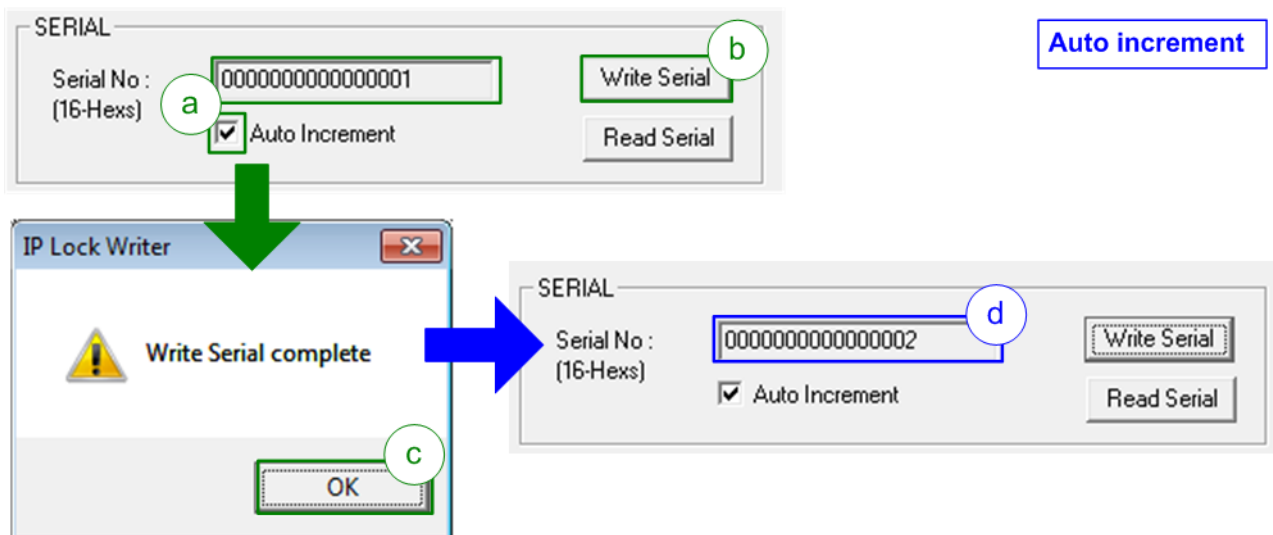 SERIAL
Serial No :
(16-Hexs)
0000000000000001
Write Serial
Auto Increment
Read Serial
a
b
Auto increment
IP Lock Writer
Write Serial complete
OK
c
SERIAL
Serial No :
(16-Hexs)
0000000000000002
d
Write Serial
Auto Increment
Read Serial